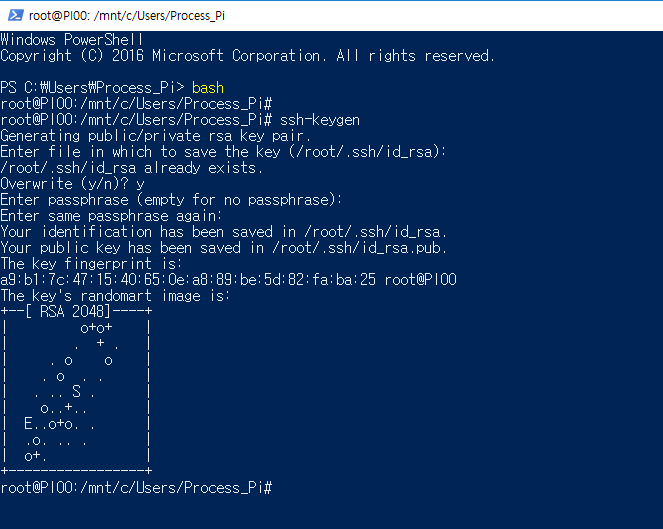 root@PI00: /mnt/c/Users/Process_Pi
Windows PowerShell
Copyright (C) 2016 Microsoft Corporation. All rights reserved.
PS C:₩Users₩Process_Pi> bash
root@PI00:/mnt/c/Users/Process_Pi#
root@PI00:/mnt/c/Users/Process_Pi# ssh-keygen
Generating public/private rsa key pair.
Enter file in which to save the key (/root/.ssh/id_rsa):
/root/.ssh/id_rsa already exists.
Overwrite (y/n)? y
Enter passphrase (empty for no passphrase):
Enter same passphrase again:
Your identification has been saved in /root/.ssh/id_rsa.
Your public key has been saved in /root/.ssh/id_rsa.pub.
The key fingerprint is:
a9:b1:7c:47:15:40:65:0e:a8:89:be:5d:82:fa:ba:25 root@PI00
The key's randomart image is:
+--[ RSA 2048]----+
|         o+o+    |
|        .  + .   |
|     . o    o    |
|    . o  . .     |
|   . .. S .      |
|    o..+..       |
|  E..o+o. .      |
|  .o. .. .       |
|  o+.            |
+-----------------+
root@PI00:/mnt/c/Users/Process_Pi#